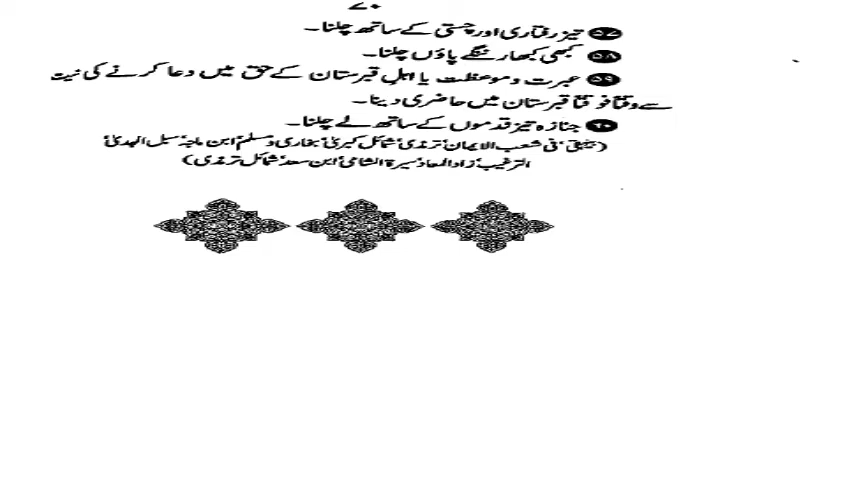 ۷۰
۵۷ تیز رفتاری اور چستی کے ساتھ چلنا۔
۵۸ کبھی کبھار ننگے پاؤں چلنا۔
۵۹ عبرت و موعظت یا اہل قبرستان کے حق میں دعا کرنے کی نیت
سے وقتاً فوقتاً قبرستان میں حاضری دینا۔
۶۰ جنازہ تیز قدموں کے ساتھ لے چلنا۔
(بیہقی فی شعب الایمان' ترمذی' شمائل کبریٰ' بخاری و مسلم' ابن ماجہ' سبل الہدیٰ'
الترغیب' زاد المعاد' سیرۃ الشامی' ابن سعد' شمائل ترمذی)